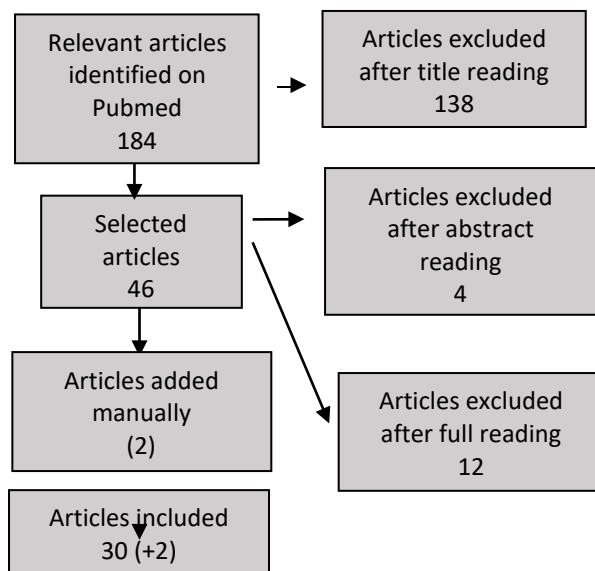 Relevant articles
identified on
Pubmed
184
Articles excluded
after title reading
138
Selected
articles
46
Articles excluded
after abstract
reading
4
Articles added
manually
(2)
Articles excluded
after full reading
12
Articles included
30 (+2)